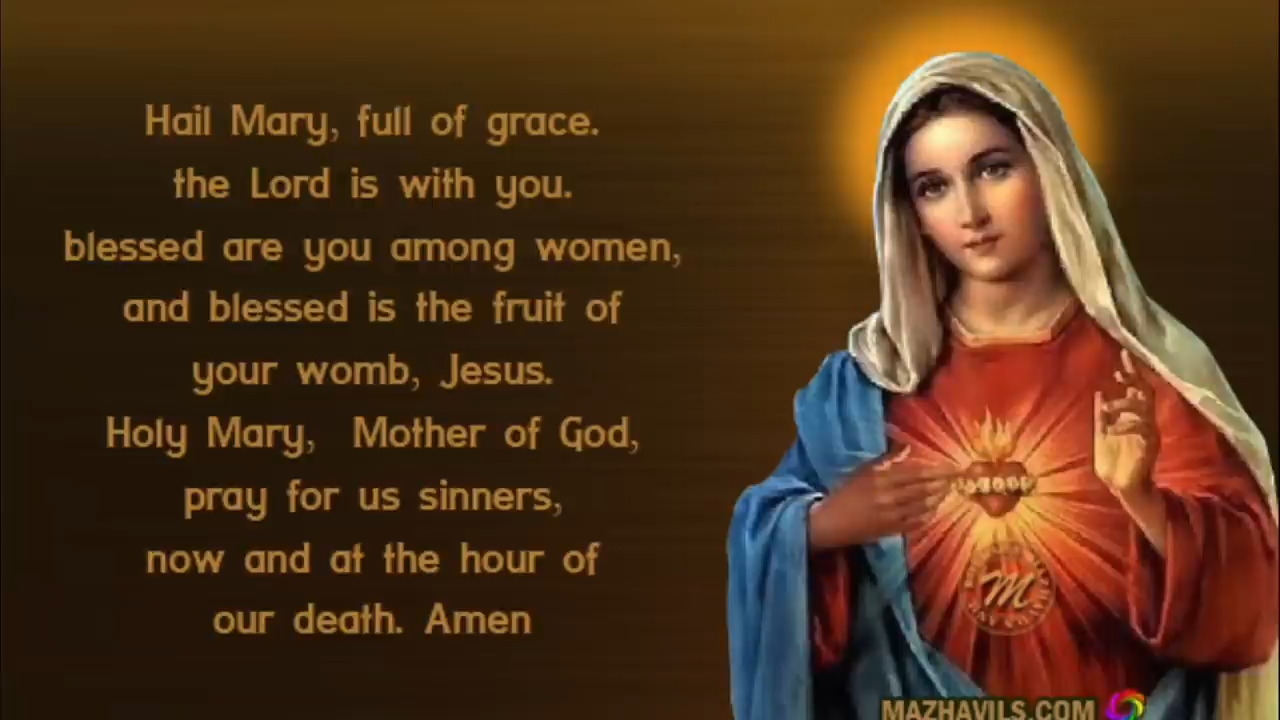 Hail Mary, full of grace.
the Lord is with you.
blessed are you among women,
and blessed is the fruit of
your womb, Jesus.
Holy Mary, Mother of God,
pray for us sinners,
now and at the hour of
our death. Amen
M
MAZHAVILS.COM